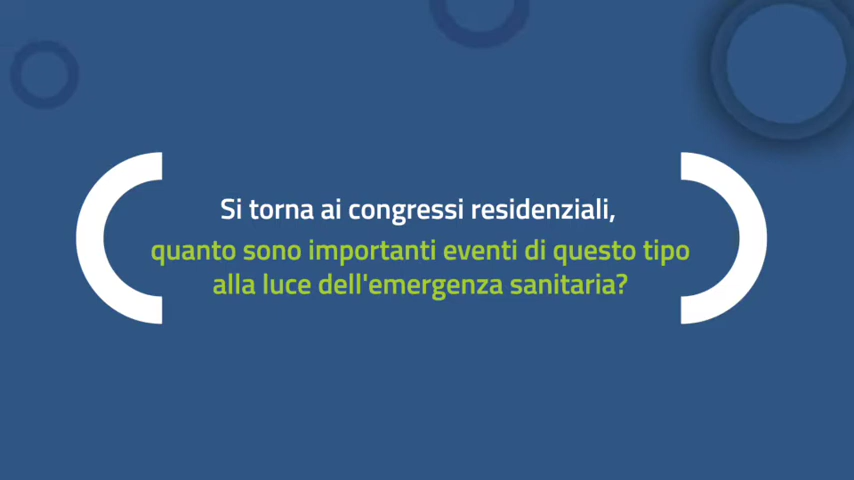 Si torna ai congressi residenziali,
quanto sono importanti eventi di questo tipo
alla luce dell'emergenza sanitaria?